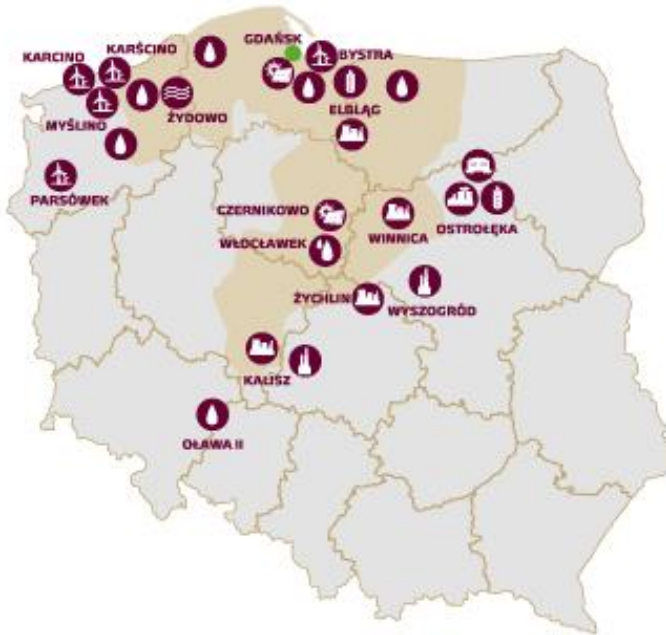 GDAŃSK
KARŚCINO
KARCINO
BYSTRA
ELBLĄG
ŻYDOWO
MYŚLINO
PARSÓWEK
CZERNIKOWO
WINNICA
OSTROŁĘKA
WŁOCŁAWEK
ŻYCHLIN
WYSZOGRÓD
KALISZ
OŁAWA II